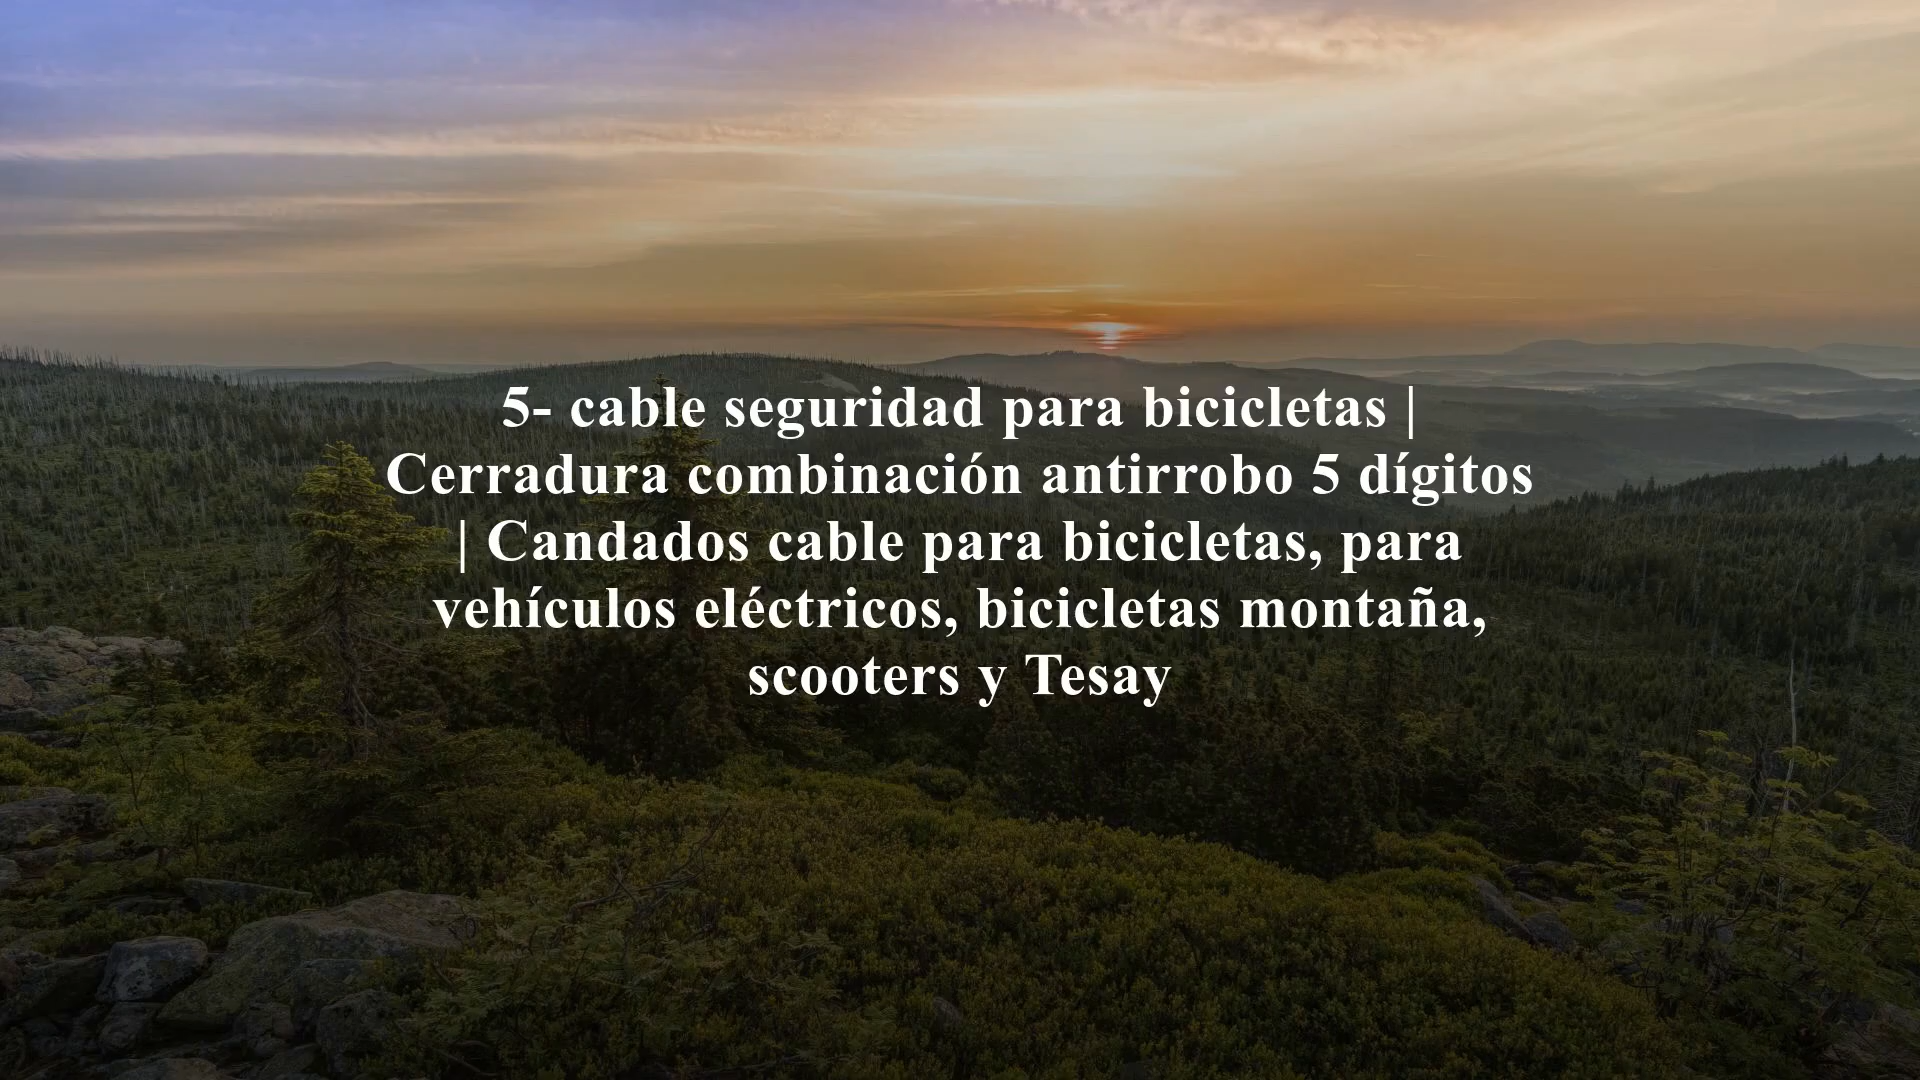 5- cable seguridad para bicicletas |
Cerradura combinación antirrobo 5 dígitos
| Candados cable para bicicletas, para
vehículos eléctricos, bicicletas montaña,
scooters y Tesay